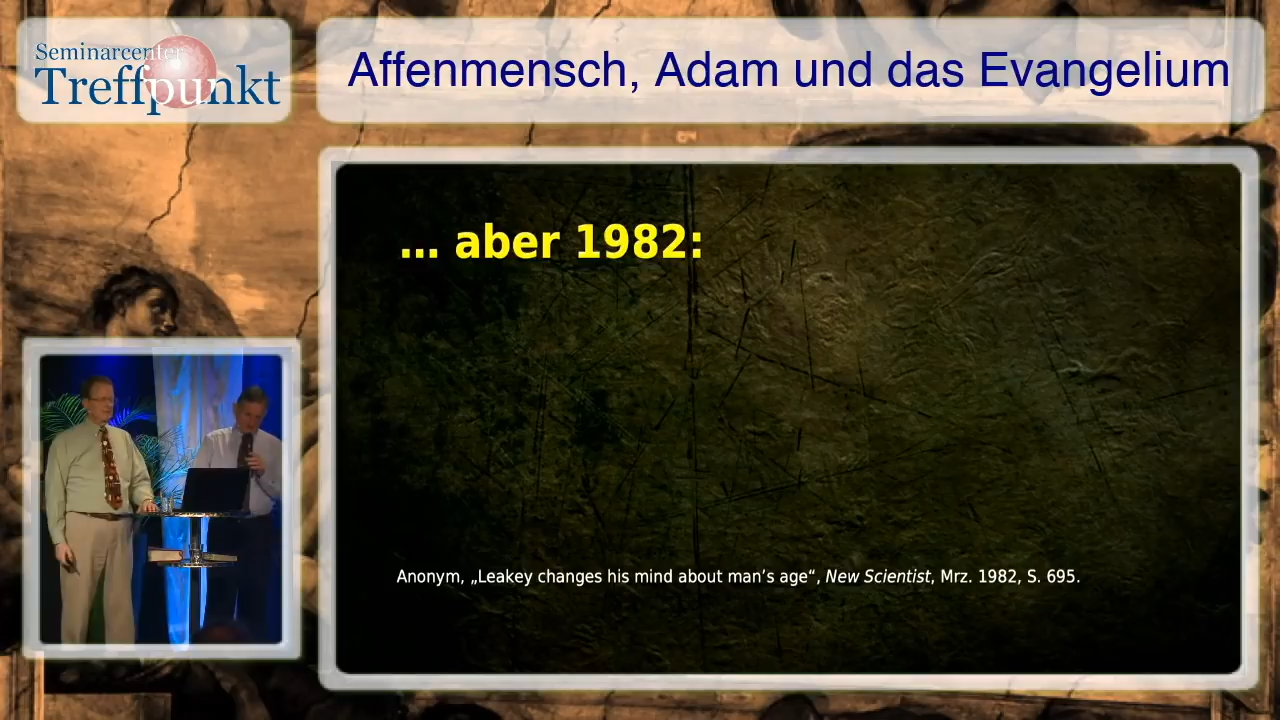 Seminarcenter
Treffpunkt
Affenmensch, Adam und das Evangelium
... aber 1982:
Anonym, „Leakey changes his mind about man’s age“, New Scientist, Mrz. 1982, S. 695.